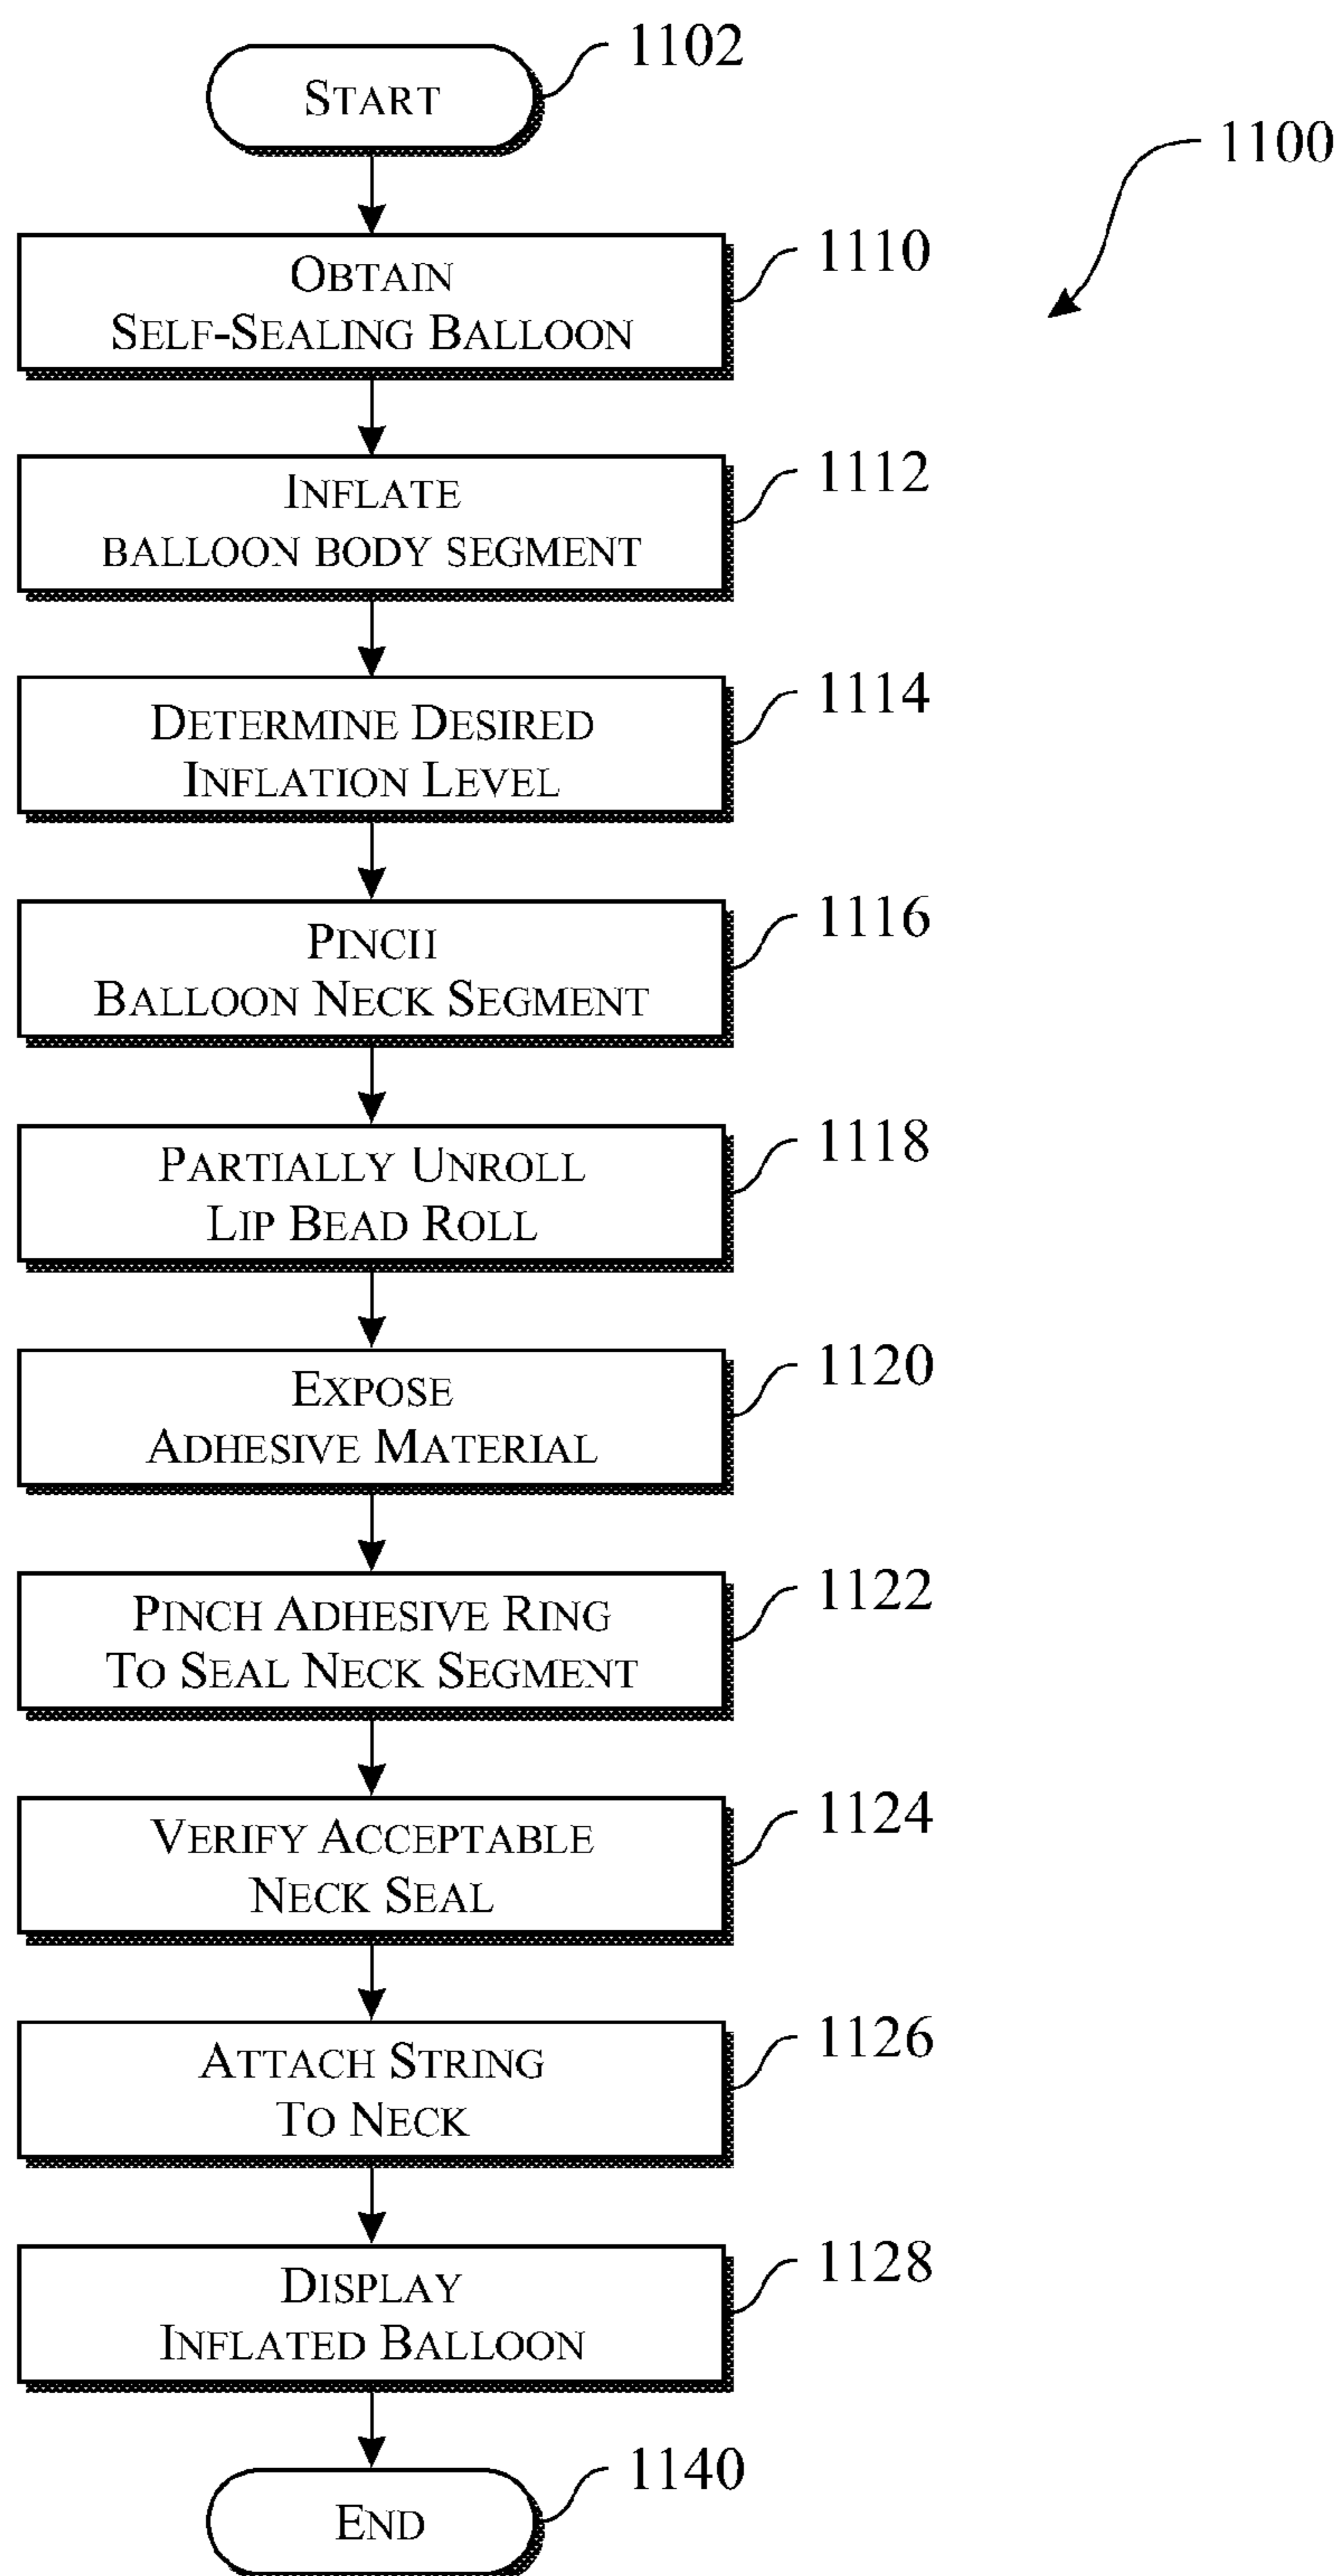 START
1102
1100
OBTAIN
SELF-SEALING BALLOON
1110
INFLATE
BALLOON BODY SEGMENT
1112
DETERMINE DESIRED
INFLATION LEVEL
1114
PINCH
BALLOON NECK SEGMENT
1116
PARTIALLY UNROLL
LIP BEAD ROLL
1118
EXPOSE
ADHESIVE MATERIAL
1120
PINCH ADHESIVE RING
TO SEAL NECK SEGMENT
1122
VERIFY ACCEPTABLE
NECK SEAL
1124
ATTACH STRING
TO NECK
1126
DISPLAY
INFLATED BALLOON
1128
END
1140